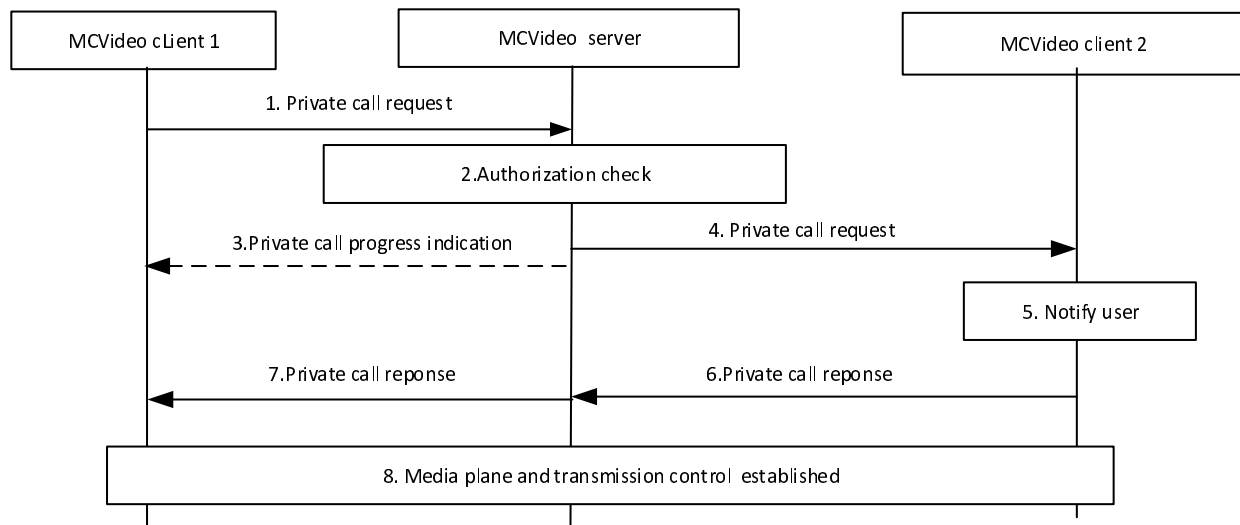 MCVideo cLient 1
MCVideo server
MCVideo client 2
1. Private call request
2.Authorization check
3.Private call progress indication
4. Private call request
5. Notify user
7.Private call reponse
6.Private call reponse
8. Media plane and transmission control established